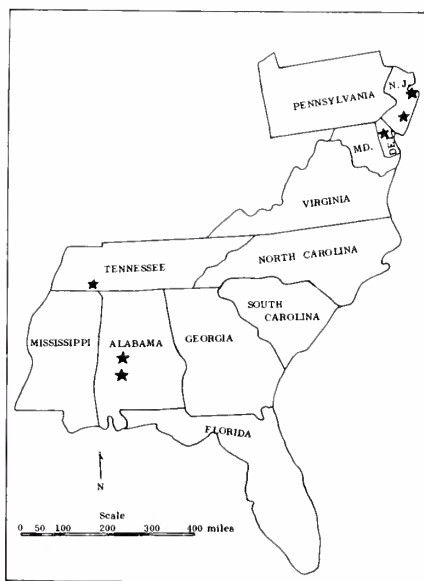 N.J.
PENNSYLVANIA
MD.
DEL.
VIRGINIA
NORTH CAROLINA
TENNESSEE
SOUTH
CAROLINA
MISSISSIPPI
ALABAMA
GEORGIA
FLORIDA
N
Scale
0 50 100 200 300 400 miles